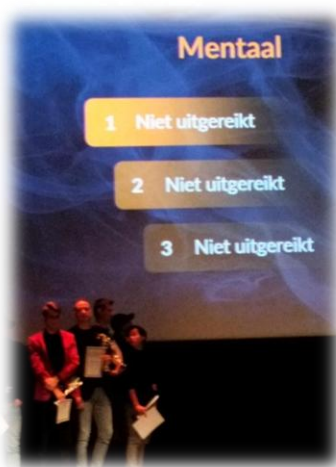 Mentaal
1 Niet uitgereikt
2 Niet uitgereikt
3 Niet uitgereikt